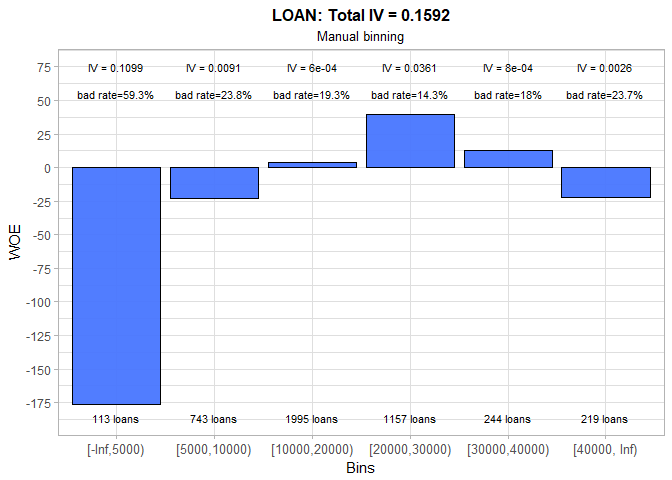 LOAN: Total IV = 0.1592
Manual binning
IV = 0.1099 IV = 0.0091 IV = 6e-04 IV = 0.0361 IV = 8e-04 IV = 0.0026
bad rate=59.3% bad rate=23.8% bad rate=19.3% bad rate=14.3% bad rate=18% bad rate=23.7%
75
50
25
0
-25
-50
-75
-100
-125
-150
-175
WOE
113 loans 743 loans 1995 loans 1157 loans 244 loans 219 loans
[-Inf,5000) [5000,10000) [10000,20000) [20000,30000) [30000,40000) [40000, Inf)
Bins